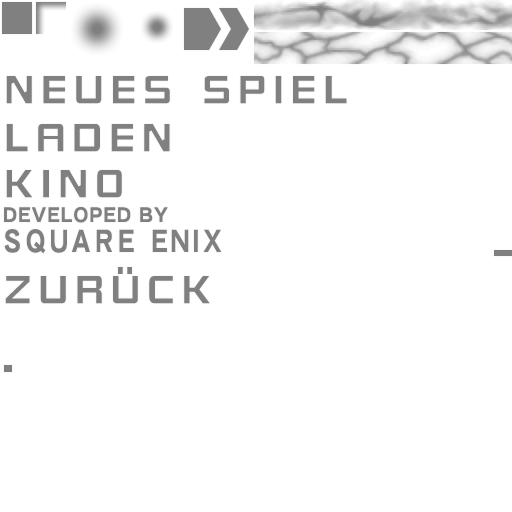 NEUES SPIEL
LADEN
KINO
DEVELOPED BY
SQUARE ENIX
ZURÜCK